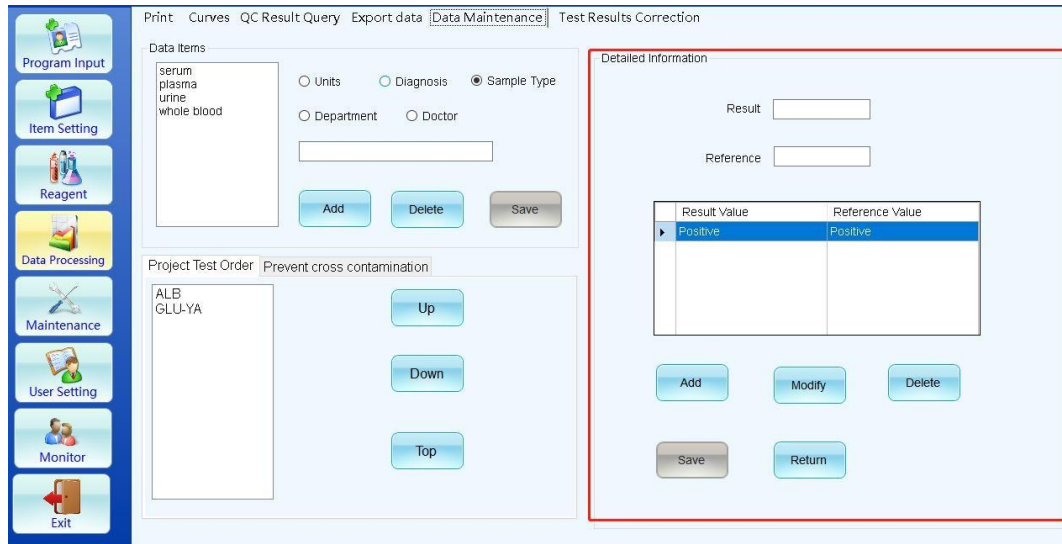 Print Curves QC Result Query Export data Data Maintenance Test Results Correction
Program Input
Item Setting
Reagent
Data Processing
Maintenance
User Setting
Monitor
Exit
Data Items
serum
plasma
urine
whole blood
Units Diagnosis Sample Type
Department Doctor
Add Delete Save
Project Test Order Prevent cross contamination
ALB
GLU-YA
Up
Down
Top
Detailed Information
Result
Reference
Result Value Reference Value
Positive Positive
Add Modify Delete
Save Return